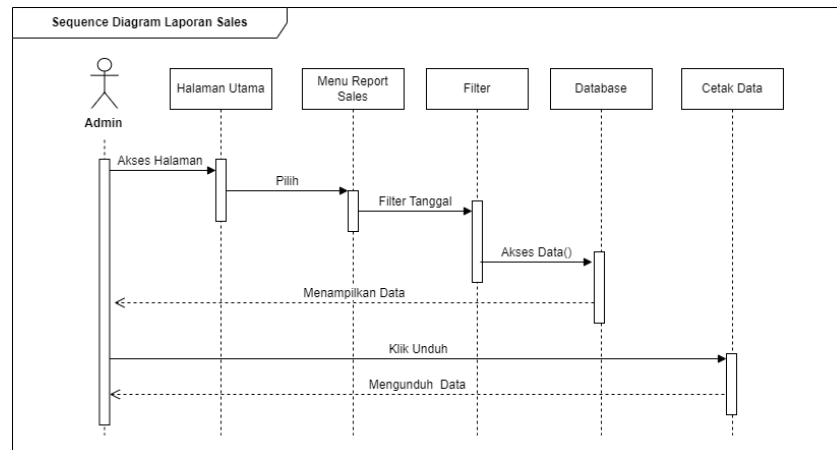 Sequence Diagram Laporan Sales
Admin
Halaman Utama
Menu Report
Sales
Filter
Database
Cetak Data
Akses Halaman
Pilih
Filter Tanggal
Akses Data()
Menampilkan Data
Klik Unduh
Mengunduh Data